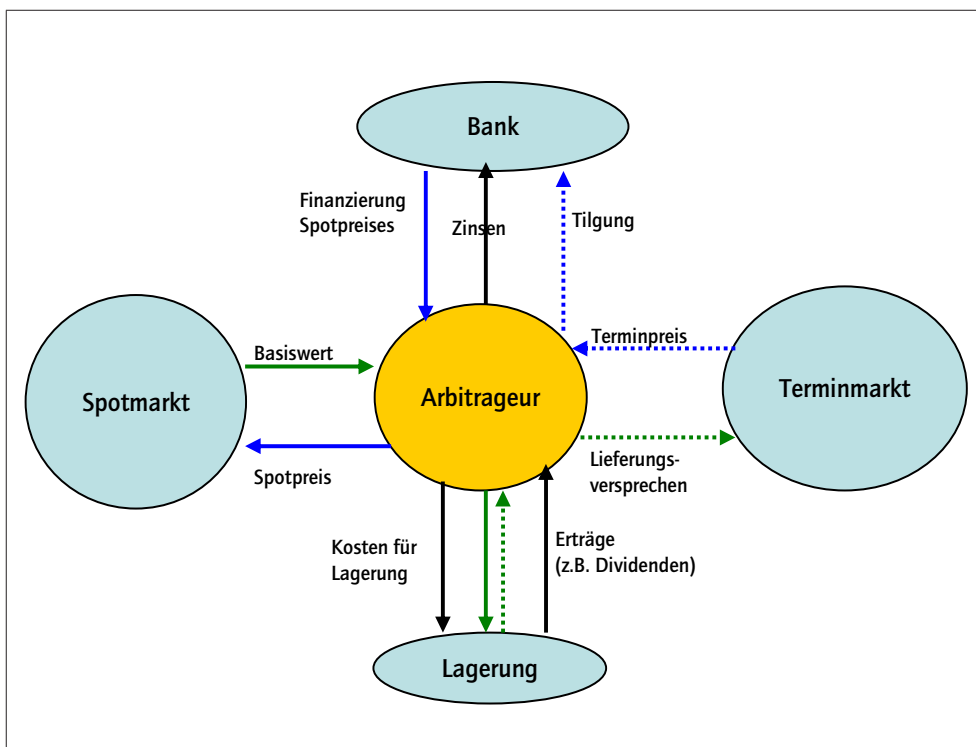 Bank
Finanzierung
Spotpreises
Zinsen
Tilgung
Basiswert
Terminpreis
Spotmarkt
Arbitrageur
Terminmarkt
Spotpreis
Lieferungs-
versprechen
Kosten für
Lagerung
Erträge
(z.B. Dividenden)
Lagerung